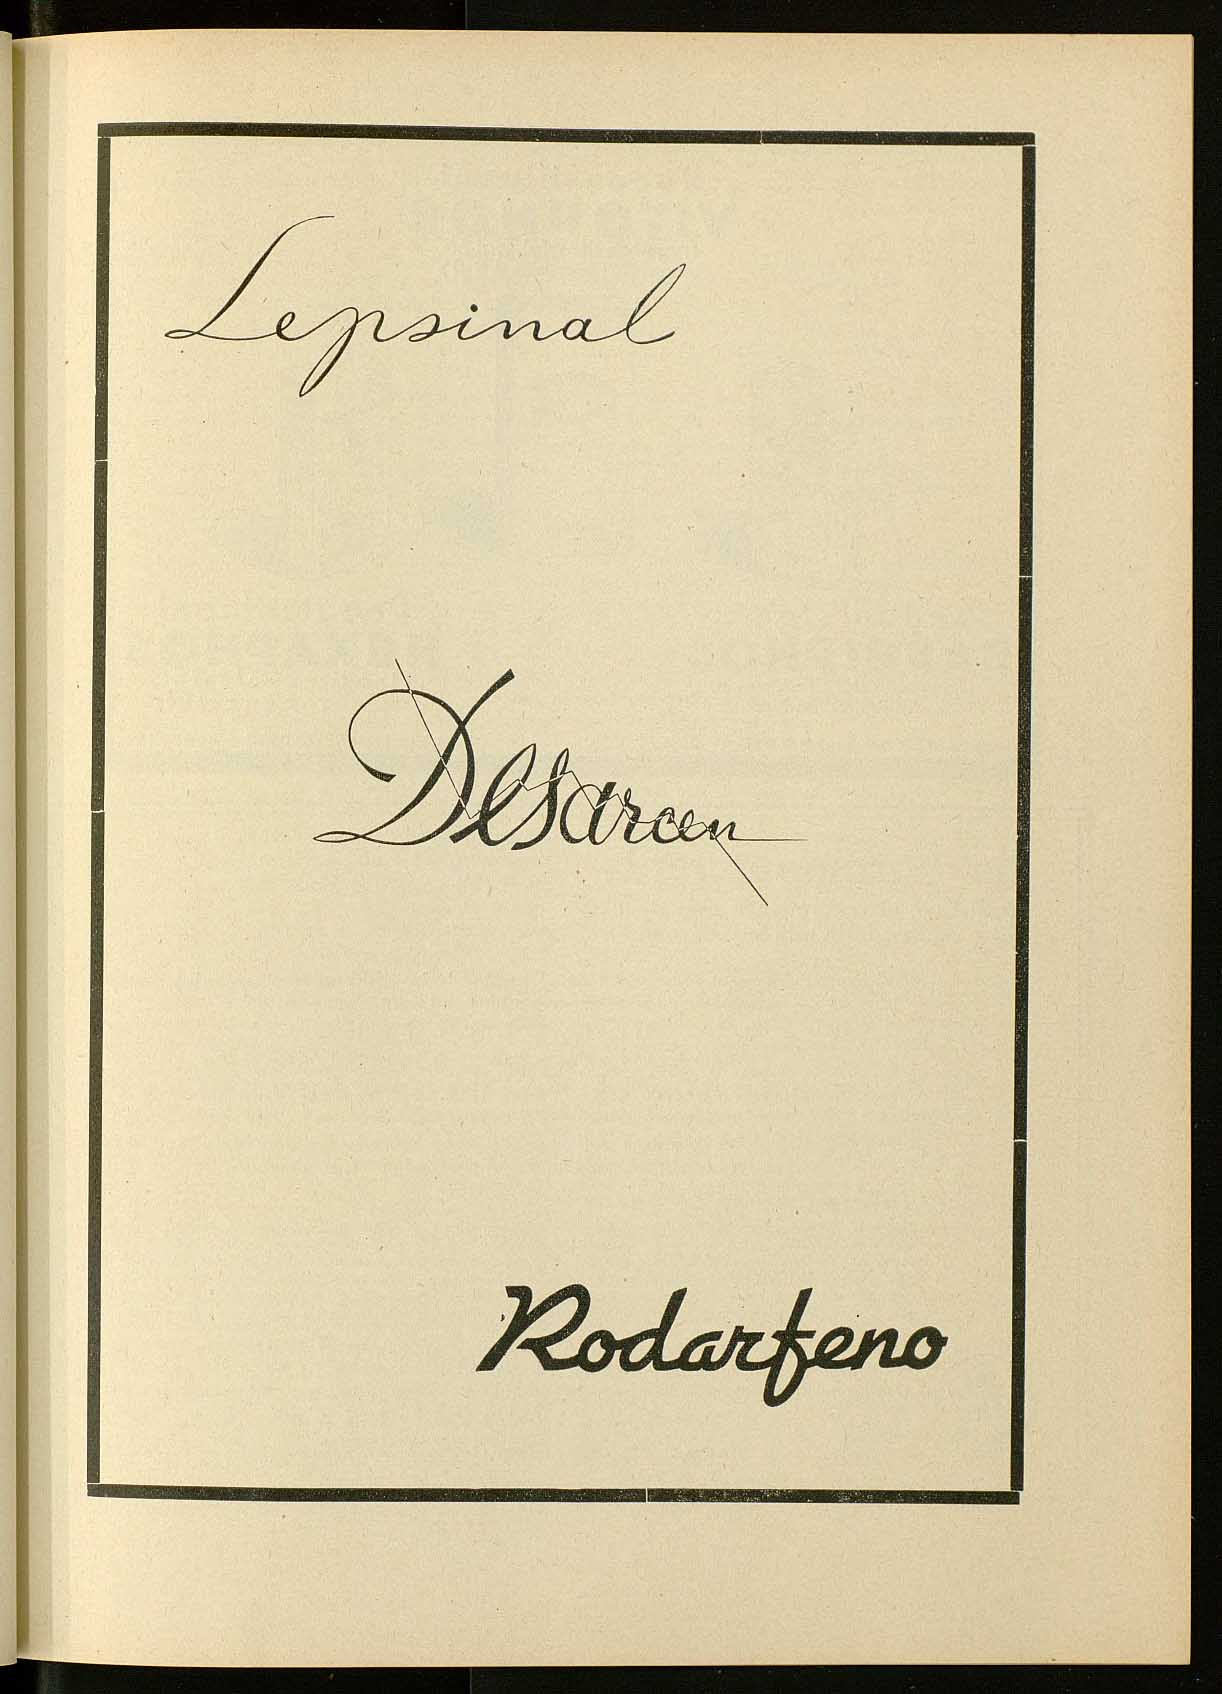 Lepsinal
Desarcen
Rodarfeno